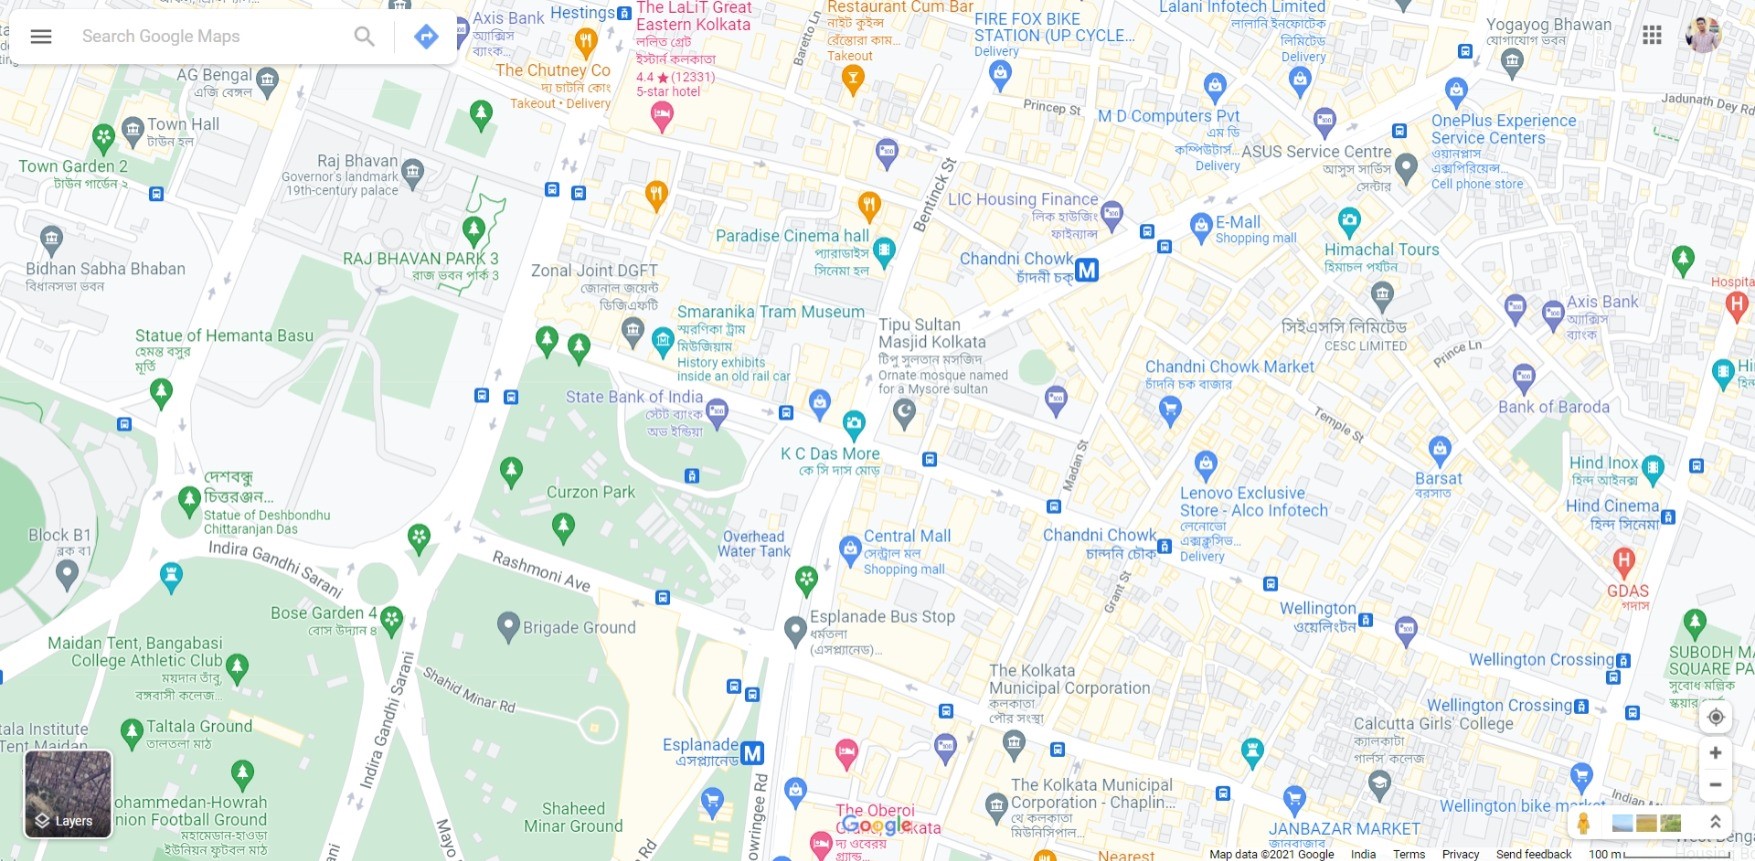 Search Google Maps
Axis Bank
অ্যাক্সিস
ব্যাংক...
Hestings
The LaLiT Great
Eastern Kolkata
ললিত গ্রেট
ইস্টার্ন কলকাতা
4.4 ★ (12331)
5-star hotel
Baretto Ln
Restaurant Cum Bar
নাইট কুইন্স
রেঁস্তোরা কাম...
Takeout
FIRE FOX BIKE
STATION (UP CYCLE...
Delivery
Lalani Infotech Limited
লালানি ইনফোটেক
লিমিটেড
Delivery
Yogayog Bhawan
যোগাযোগ ভবন
AG Bengal
এজি বেঙ্গল
The Chutney Co
দ্য চাটনি কোং
Takeout • Delivery
Princep St
M D Computers Pvt
এম ডি
কম্পিউটার্স...
Delivery
Jadunath Dey Rd
OnePlus Experience
Service Centers
ওয়ানপ্লাস
এক্সপিরিয়েন্স...
Cell phone store
Town Hall
টাউন হল
Town Garden 2
টাউন গার্ডেন ২
Raj Bhavan
Governor's landmark
19th-century palace
ASUS Service Centre
আসুস সার্ভিস
সেন্টার
Bentinck St
LIC Housing Finance
লিক হাউজিং
ফাইন্যান্স
E-Mall
Shopping mall
Himachal Tours
হিমাচল পর্যটন
Paradise Cinema hall
প্যারাডাইস
সিনেমা হল
Chandni Chowk
চাঁদনী চক
M
Bidhan Sabha Bhaban
বিধানসভা ভবন
RAJ BHAVAN PARK 3
রাজ ভবন পার্ক 3
Zonal Joint DGFT
জোনাল জয়েন্ট
ডিজিএফটি
Hospita
Smaranika Tram Museum
স্মরণিকা ট্রাম
মিউজিয়াম
History exhibits
inside an old rail car
Tipu Sultan
Masjid Kolkata
টিপু সুলতান মসজিদ
Ornate mosque named
for a Mysore sultan
Axis Bank
অ্যাক্সিস
ব্যাংক
সিইএসসি লিমিটেড
CESC LIMITED
Prince Ln
Statue of Hemanta Basu
হেমন্ত বসুর
মূর্তি
Chandni Chowk Market
চাঁদনি চক বাজার
State Bank of India
স্টেট ব্যাংক
অভ ইন্ডিয়া
Bank of Baroda
Temple St
K C Das More
কে সি দাস মোড়
Madan St
Hind Inox
হিন্দ আইনক্স
Barsat
বরসাত
দেশবন্ধু
চিত্তরঞ্জন...
Statue of Deshbondhu
Chittaranjan Das
Curzon Park
Lenovo Exclusive
Store - Alco Infotech
লেনোভো
এক্সক্লুসিভ...
Delivery
Hind Cinema
হিন্দ সিনেমা
Block B1
ব্লক ব১
Overhead
Water Tank
Central Mall
সেন্ট্রাল মল
Shopping mall
Chandni Chowk
চান্দনি চৌক
Indira Gandhi Sarani
Rashmoni Ave
Grant St
GDAS
গদাস
Bose Garden 4
বোস উদ্যান ৪
Brigade Ground
Esplanade Bus Stop
ধর্মতলা
(এসপ্ল্যানেড)...
Wellington
ওয়েলিংটন
Maidan Tent, Bangabasi
College Athletic Club
ময়দান তাঁবু,
বঙ্গবাসী কলেজ...
Wellington Crossing
SUBODH MA
SQUARE PA
সুবোধ মল্লিক
স্কয়ার
Shahid Minar Rd
Indira Gandhi Sarani
The Kolkata
Municipal Corporation
কলকাতা
পৌর সংস্থা
Wellington Crossing
tala Institute
Tent Maidan
Taltala Ground
তালতলা মাঠ
Esplanade
এসপ্ল্যানেড
M
Calcutta Girls' College
ক্যালকাটা
গার্লস' কলেজ
Layers
ohammedan-Howrah
nion Football Ground
মহামেডান-হাওড়া
ইউনিয়ন ফুটবল মাঠ
Shaheed
Minar Ground
Mayo
owringee Rd
The Oberoi
Google
দ্য ওবেরয়
গ্র্যান্ড...
The Kolkata Municipal
Corporation - Chaplin...
থে কলকাতা
মিউনিসিপাল...
Wellington bike market
JANBAZAR MARKET
জানবাজার
Indian M
Nearest
Map data ©2021 Google India Terms Privacy Send feedback 100 m